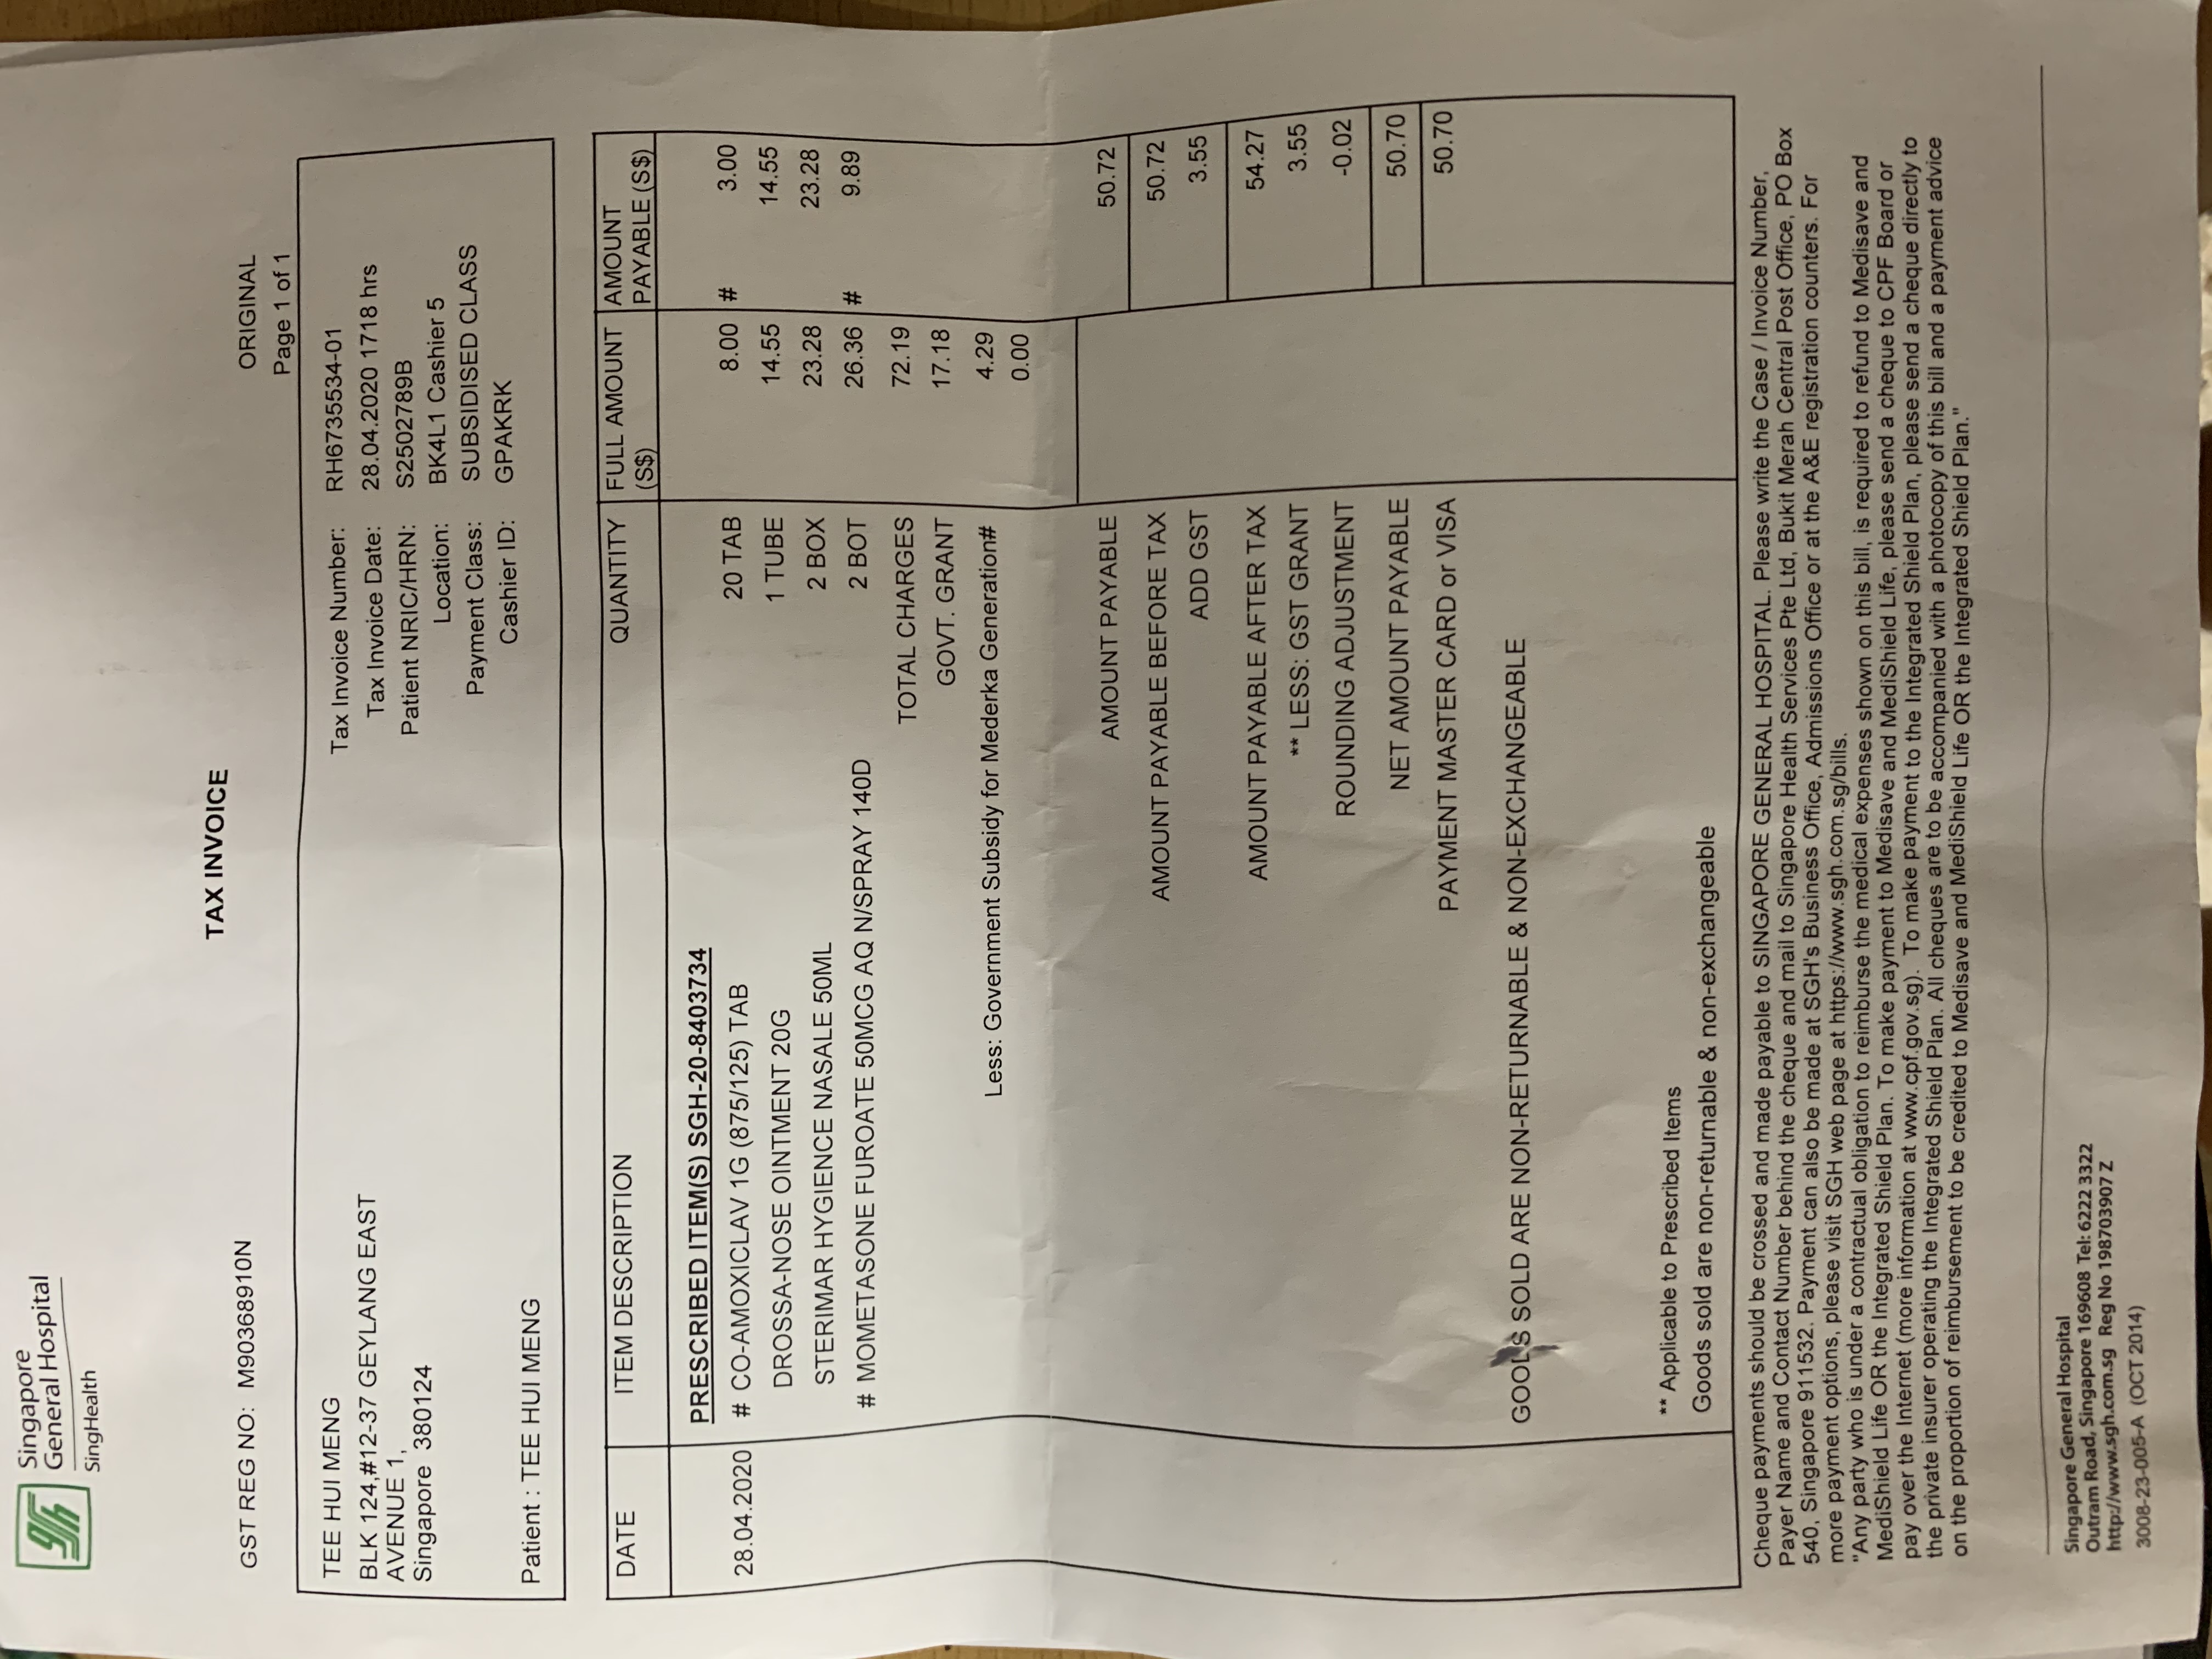 Singapore
General Hospital
SingHealth
TAX INVOICE
GST REG NO: M90368910N
ORIGINAL
Page 1 of 1
TEE HUI MENG
BLK 124,#12-37 GEYLANG EAST
AVENUE 1,
Singapore 380124
Patient : TEE HUI MENG
Tax Invoice Number: RH6735534-01
Tax Invoice Date: 28.04.2020 1718 hrs
Patient NRIC/HRN: S2502789B
Location: BK4L1 Cashier 5
Payment Class: SUBSIDISED CLASS
Cashier ID: GPAKRK
DATE ITEM DESCRIPTION QUANTITY FULL AMOUNT (S$) AMOUNT PAYABLE (S$)
PRESCRIBED ITEM(S) SGH-20-8403734
28.04.2020 # CO-AMOXICLAV 1G (875/125) TAB 20 TAB 8.00 # 3.00
DROSSA-NOSE OINTMENT 20G 1 TUBE 14.55 14.55
STERIMAR HYGIENCE NASALE 50ML 2 BOX 23.28 23.28
# MOMETASONE FUROATE 50MCG AQ N/SPRAY 140D 2 BOT 26.36 # 9.89
TOTAL CHARGES 72.19
GOVT. GRANT 17.18
Less: Government Subsidy for Mederka Generation# 4.29
0.00
AMOUNT PAYABLE 50.72
AMOUNT PAYABLE BEFORE TAX 50.72
ADD GST 3.55
AMOUNT PAYABLE AFTER TAX 54.27
** LESS: GST GRANT 3.55
ROUNDING ADJUSTMENT -0.02
NET AMOUNT PAYABLE 50.70
PAYMENT MASTER CARD or VISA 50.70
GOODS SOLD ARE NON-RETURNABLE & NON-EXCHANGEABLE
** Applicable to Prescribed Items
Goods sold are non-returnable & non-exchangeable
Cheque payments should be crossed and made payable to SINGAPORE GENERAL HOSPITAL. Please write the Case / Invoice Number,
Payer Name and Contact Number behind the cheque and mail to Singapore Health Services Pte Ltd, Bukit Merah Central Post Office, PO Box
540, Singapore 911532. Payment can also be made at SGH's Business Office, Admissions Office or at the A&E registration counters. For
more payment options, please visit SGH web page at https://www.sgh.com.sg/bills.
"Any party who is under a contractual obligation to reimburse the medical expenses shown on this bill, is required to refund to Medisave and
MediShield Life OR the Integrated Shield Plan. To make payment to Medisave and MediShield Life, please send a cheque to CPF Board or
pay over the Internet (more information at www.cpf.gov.sg). To make payment to the Integrated Shield Plan, please send a cheque directly to
the private insurer operating the Integrated Shield Plan. All cheques are to be accompanied with a photocopy of this bill and a payment advice
on the proportion of reimbursement to be credited to Medisave and MediShield Life OR the Integrated Shield Plan."
Singapore General Hospital
Outram Road, Singapore 169608 Tel: 6222 3322
http://www.sgh.com.sg Reg No 198703907 Z
3008-23-005-A (OCT 2014)